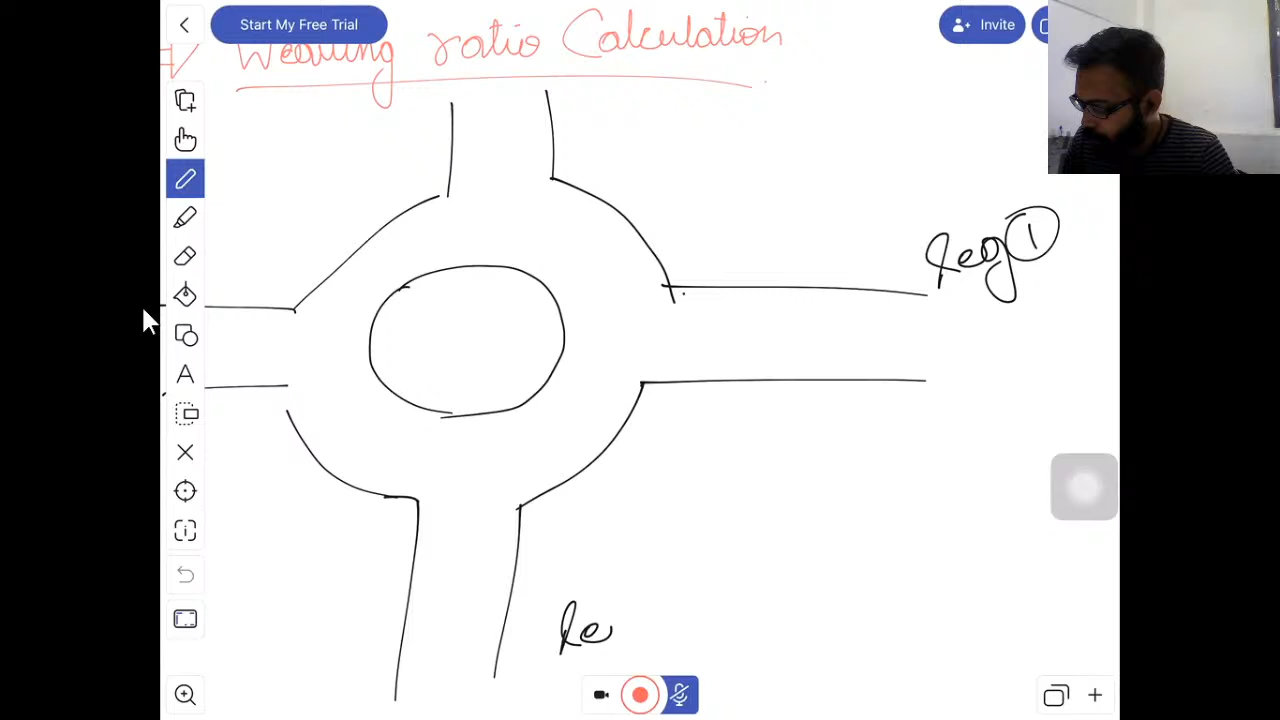 Start My Free Trial
Invite
Weaving ratio Calculation
leg 1
le
A